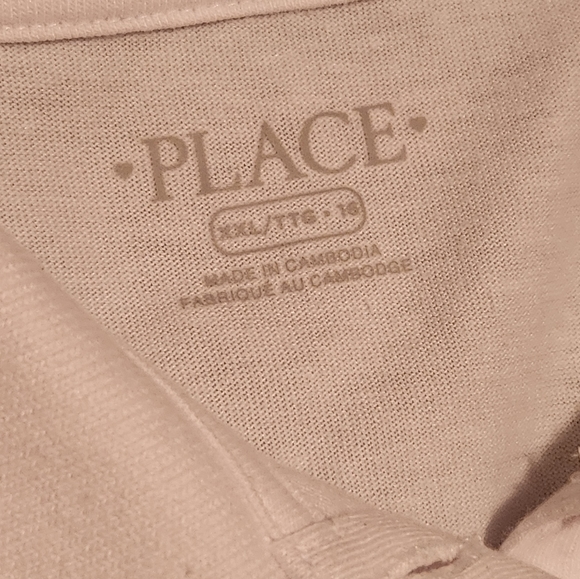 PLACE
XXL/TTG • 16
MADE IN CAMBODIA
FABRIQUÉ AU CAMBODGE